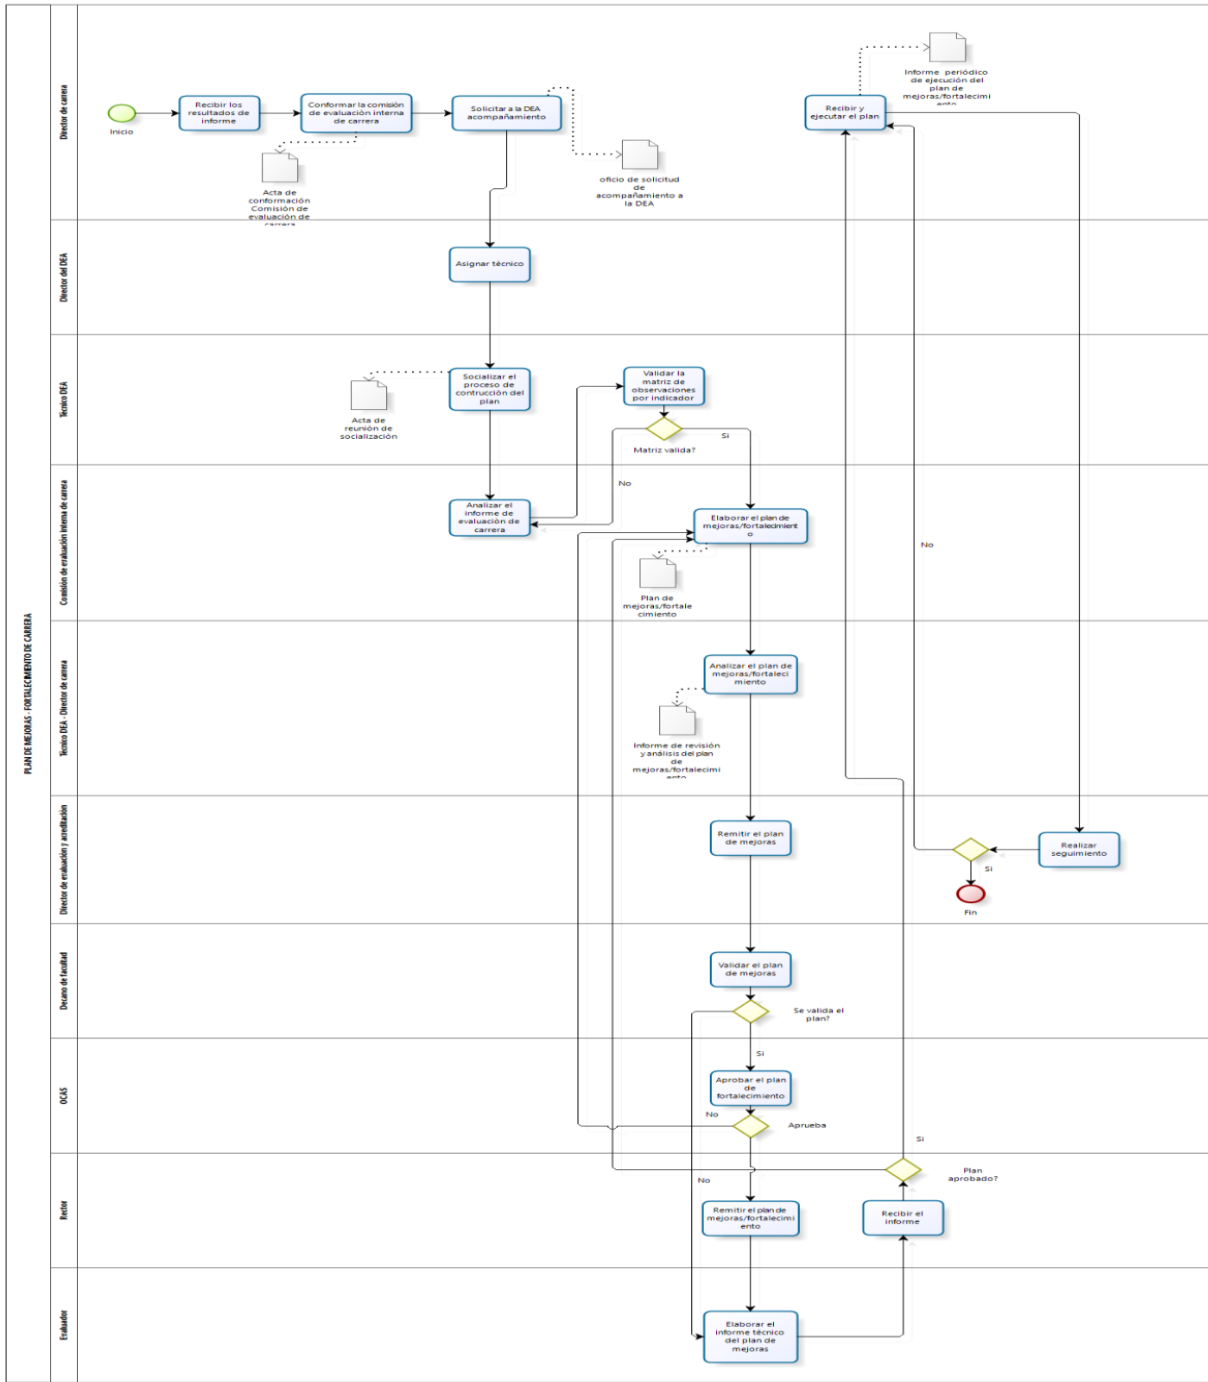 PLAN DE MEJORAS - FORTALECIMIENTO DE CARRERA
Director de carrera
Inicio
Recibir los
resultados de
informe
Conformar la comisión
de evaluación interna
de carrera
Solicitar a la DEA
acompañamiento
Acta de
conformación
Comisión de
evaluación de
carrera
oficio de solicitud
de
acompañamiento a
la DEA
Recibir y
ejecutar el plan
Informe periódico
de ejecución del
plan de
mejoras/fortalecimi
ento
Director del DEA
Asignar técnico
Técnico DEA
Socializar el
proceso de
contrucción del
plan
Acta de
reunión de
socialización
Validar la
matriz de
observaciones
por indicador
Matriz valida?
Si
No
Comisión de evaluación interna de carrera
Analizar el
informe de
evaluación de
carrera
Elaborar el plan de
mejoras/fortalecimient
o
Plan de
mejoras/fortale
cimiento
No
Técnico DEA - Director de carrera
Analizar el plan de
mejoras/fortaleci
miento
Informe de revisión
y análisis del plan
de
mejoras/fortalecimi
ento
Director de evaluación y acreditación
Remitir el plan
de mejoras
Realizar
seguimiento
Si
Fin
Decano de facultad
Validar el plan
de mejoras
Se valida el
plan?
Si
OCAS
Aprobar el plan
de
fortalecimiento
No
Aprueba
Si
Rector
No
Plan
aprobado?
Remitir el plan de
mejoras/fortalecimi
ento
Recibir el
informe
Evaluador
Elaborar el
informe técnico
del plan de
mejoras